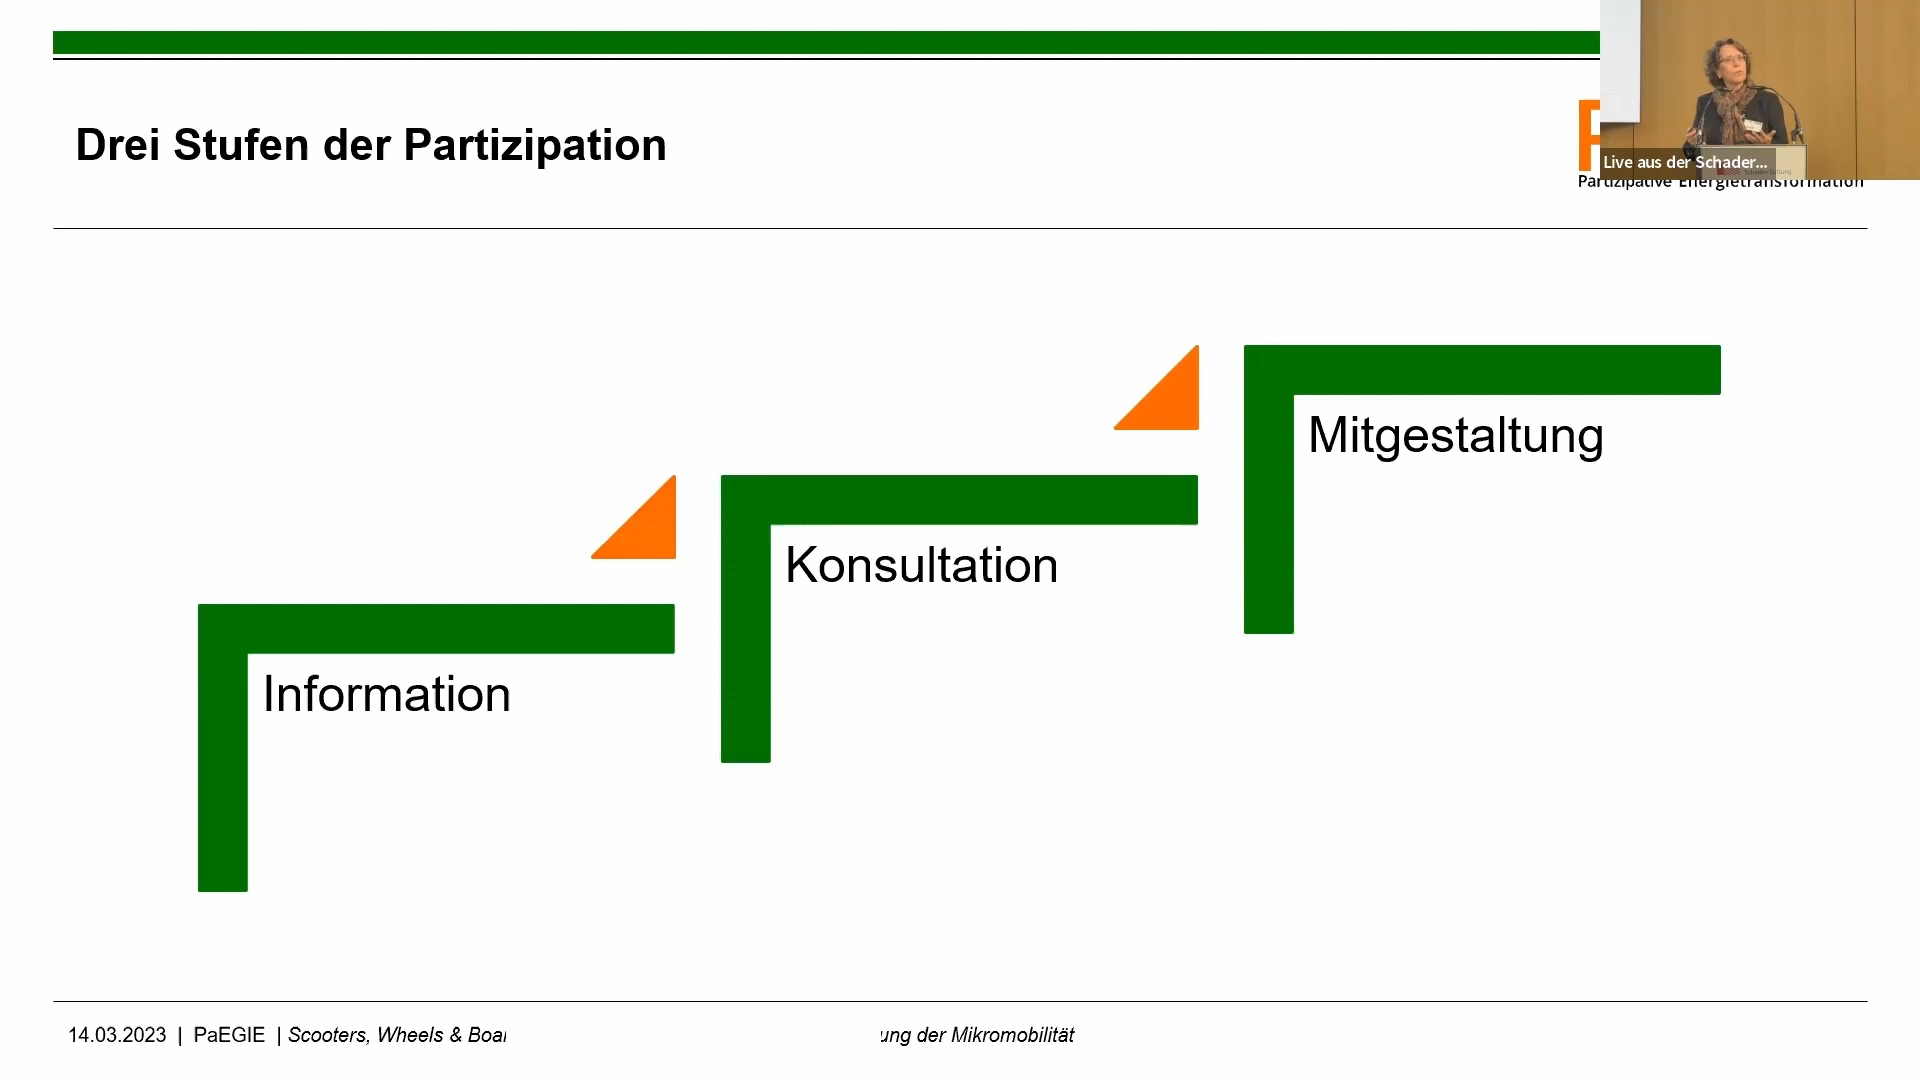 Drei Stufen der Partizipation
Live aus der Schader...
Partizipative Energietransformation
Mitgestaltung
Konsultation
Information
14.03.2023 | PaEGIE | Scooters, Wheels & Boar
ung der Mikromobilität